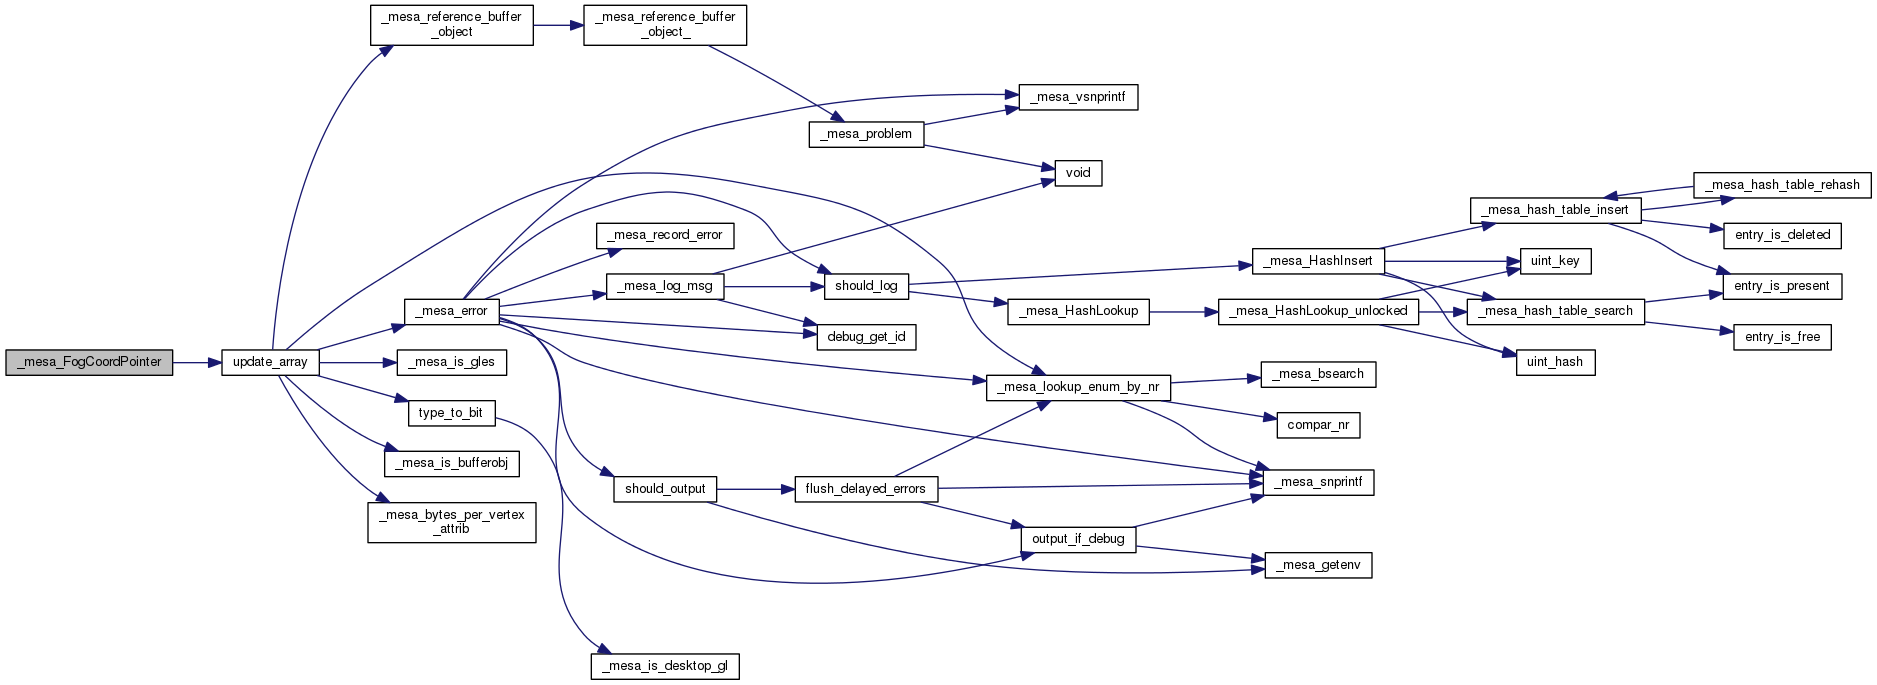 _mesa_FogCoordPointer
update_array
_mesa_reference_buffer
_object
_mesa_reference_buffer
_object_
_mesa_problem
_mesa_vsnprintf
void
_mesa_error
_mesa_record_error
_mesa_log_msg
should_log
debug_get_id
_mesa_HashInsert
_mesa_HashLookup
_mesa_HashLookup_unlocked
_mesa_hash_table_insert
_mesa_hash_table_rehash
entry_is_deleted
uint_key
entry_is_present
_mesa_hash_table_search
entry_is_free
uint_hash
_mesa_is_gles
type_to_bit
_mesa_is_bufferobj
_mesa_bytes_per_vertex
_attrib
_mesa_lookup_enum_by_nr
_mesa_bsearch
compar_nr
should_output
flush_delayed_errors
_mesa_snprintf
output_if_debug
_mesa_getenv
_mesa_is_desktop_gl